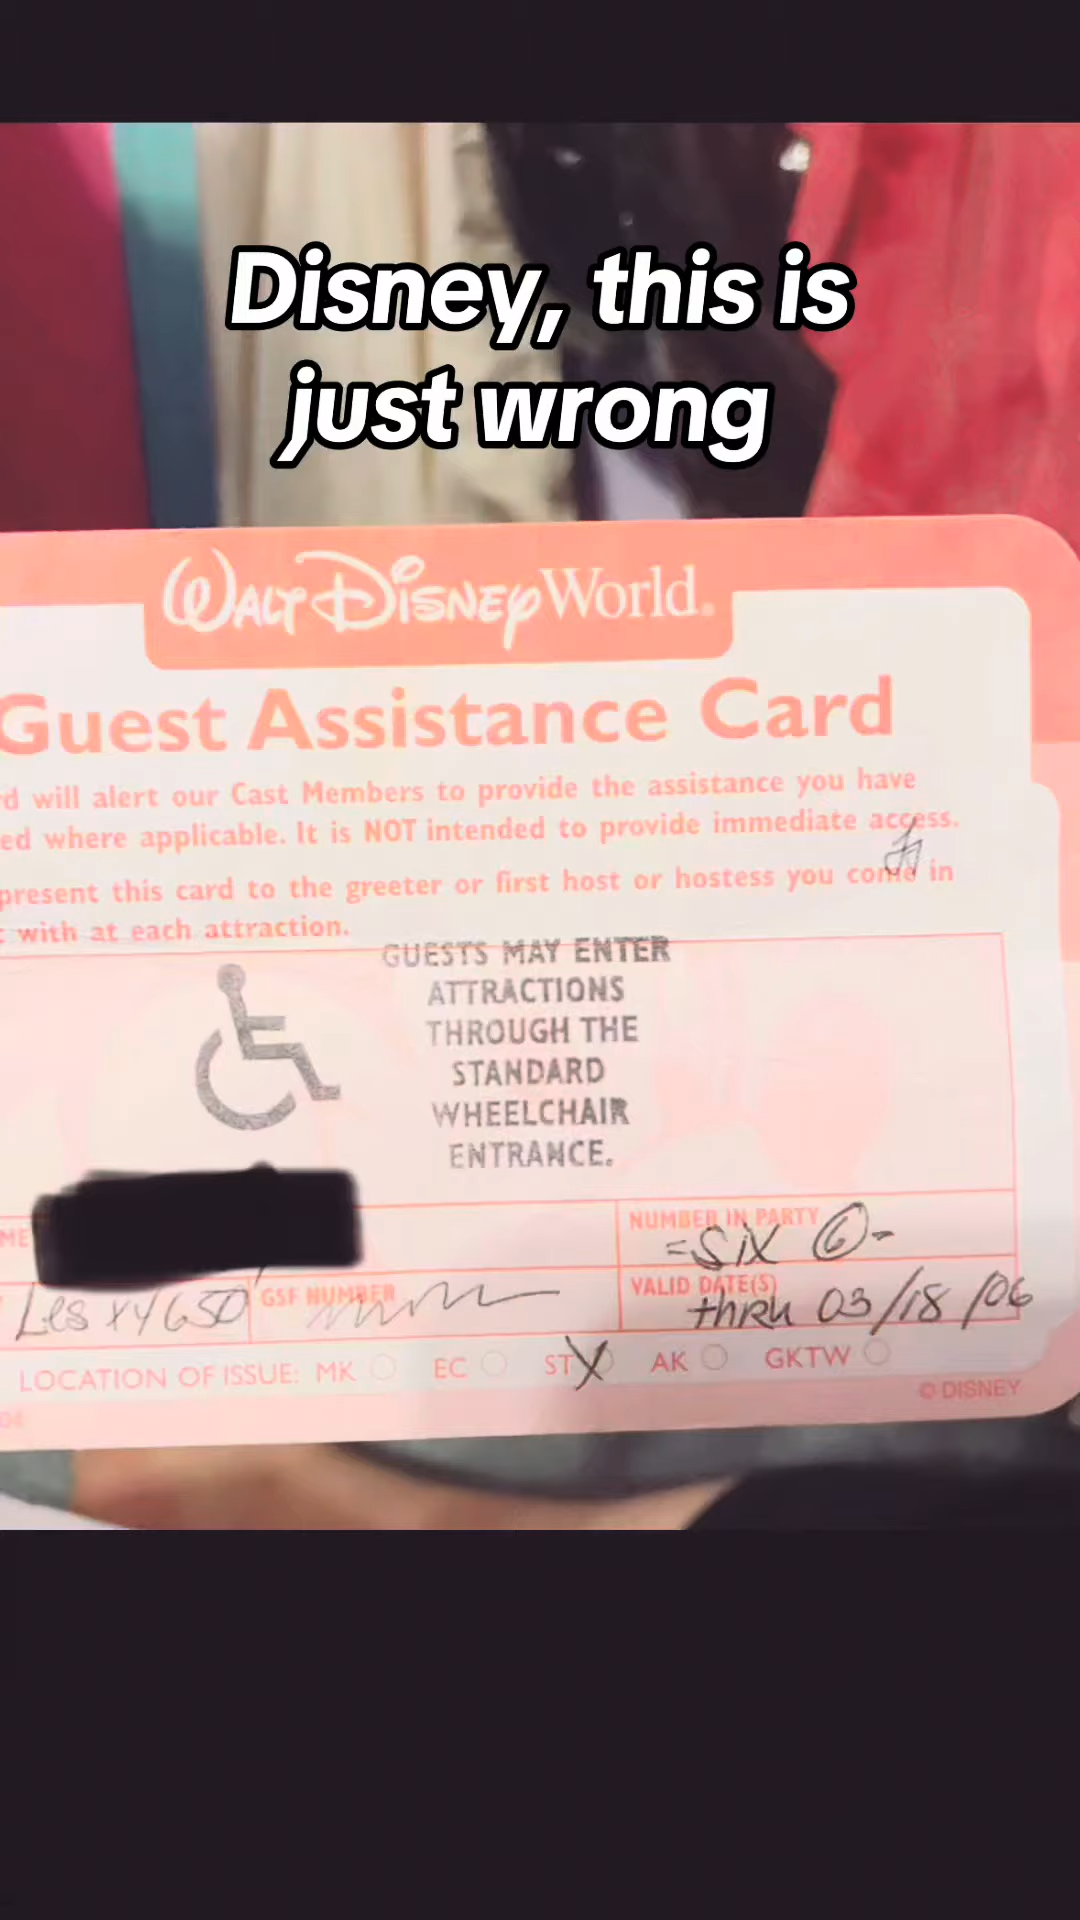 Disney, this is
just wrong
WALT DISNEY World.
Guest Assistance Card
will alert our Cast Members to provide the assistance you have
where applicable. It is NOT intended to provide immediate access.
present this card to the greeter or first host or hostess you come in
with at each attraction.
GUESTS MAY ENTER
ATTRACTIONS
THROUGH THE
STANDARD
WHEELCHAIR
ENTRANCE.
NUMBER IN PARTY
=Six 6-
Les x4650
GSF NUMBER
VALID DATE(S)
thru 03/18/06
LOCATION OF ISSUE: MK EC ST X AK GKTW
© DISNEY